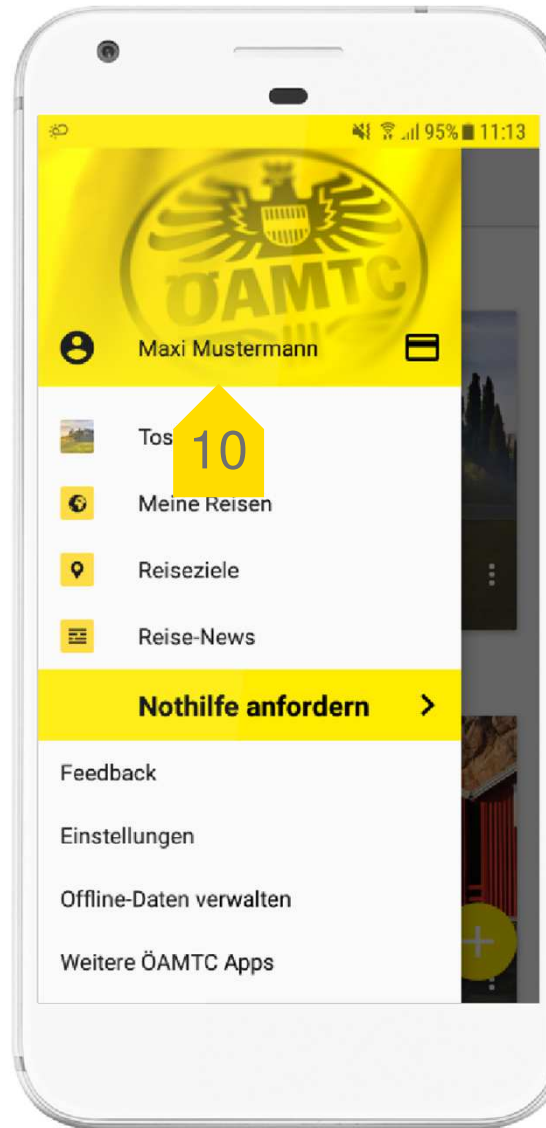 95% 11:13
ÖAMTC
Maxi Mustermann
Tos
10
Meine Reisen
Reiseziele
Reise-News
Nothilfe anfordern
Feedback
Einstellungen
Offline-Daten verwalten
Weitere ÖAMTC Apps